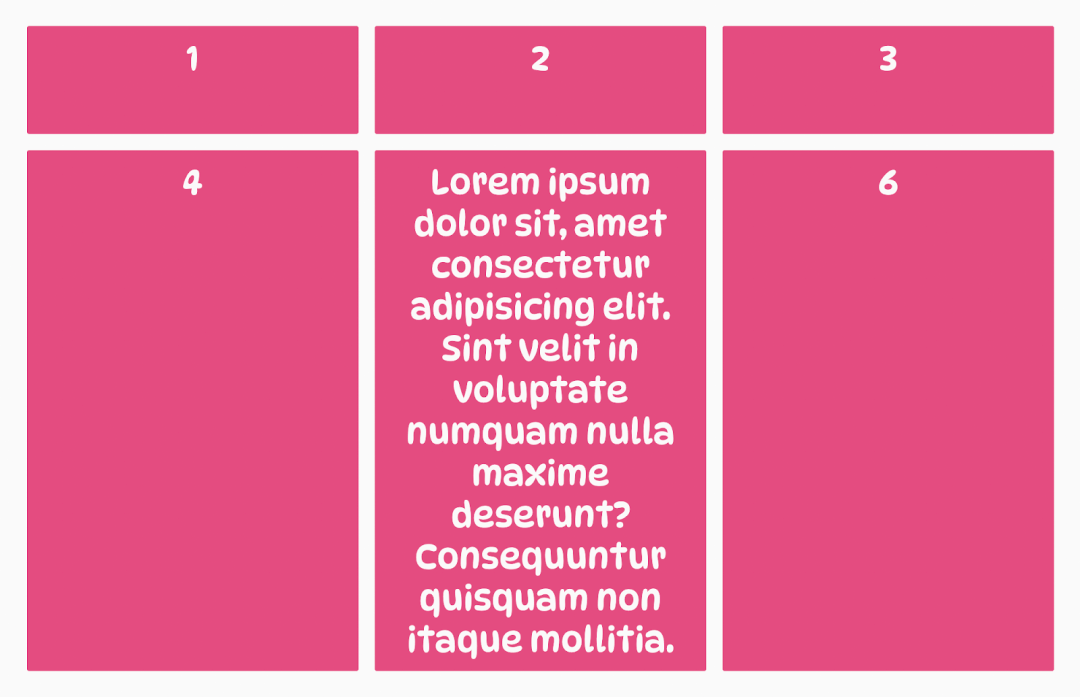 1
2
3
4
Lorem ipsum
dolor sit, amet
consectetur
adipisicing elit.
Sint velit in
voluptate
numquam nulla
maxime
deserunt?
Consequuntur
quisquam non
itaque mollitia.
6